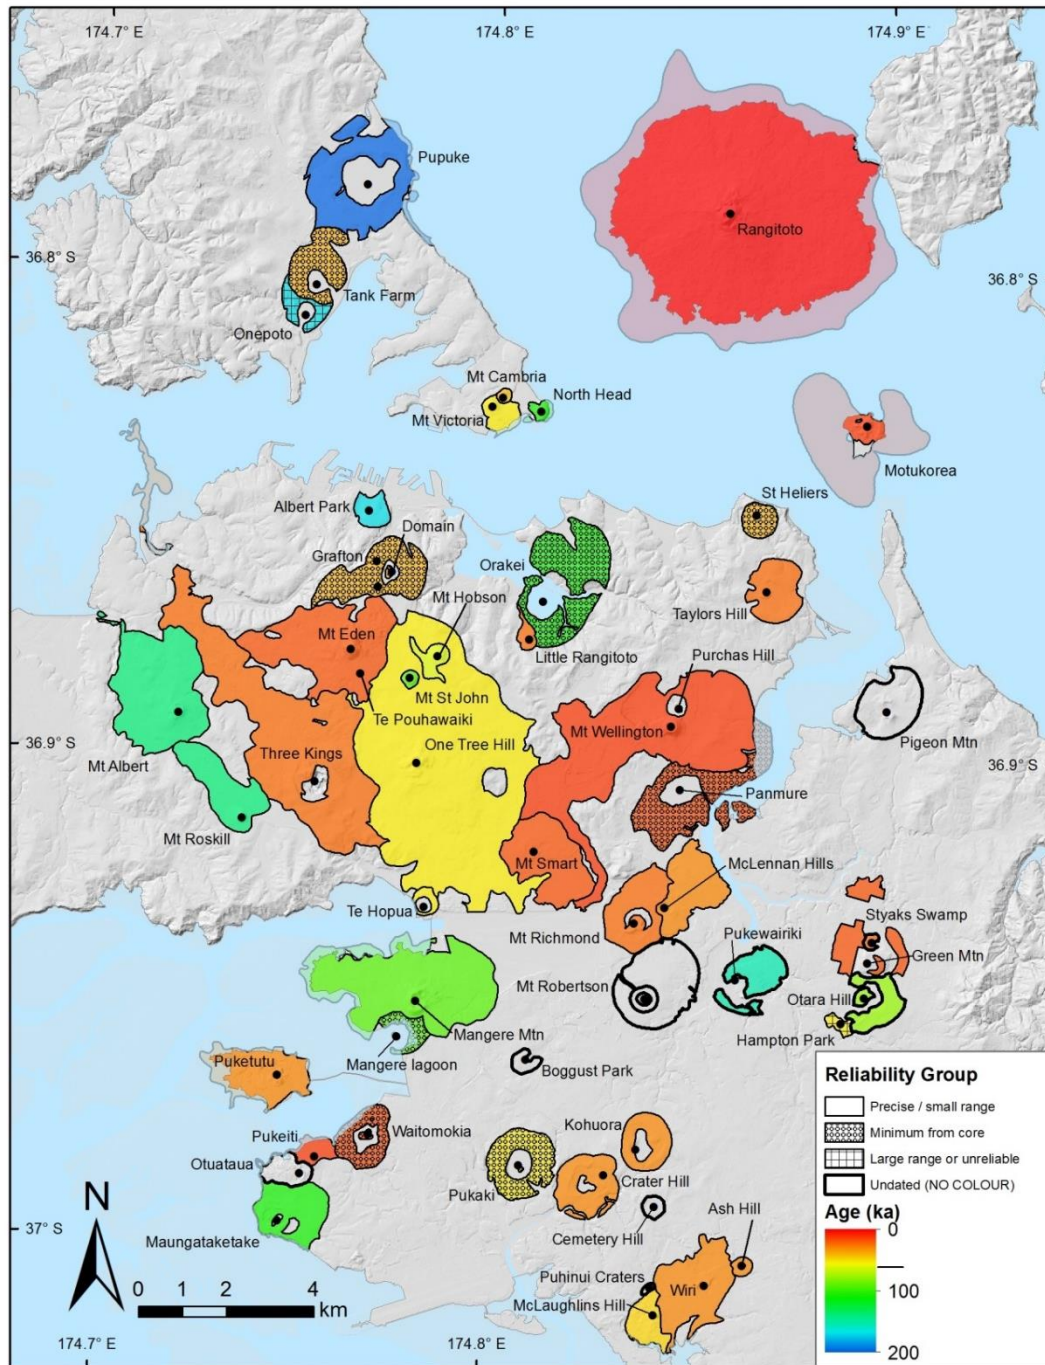 174.7° E
174.8° E
174.9° E
Pupuke
Rangitoto
36.8° S
36.8° S
Tank Farm
Onepoto
Mt Cambria
North Head
Mt Victoria
Motukorea
St Heliers
Albert Park
Domain
Grafton
Orakei
Mt Hobson
Taylors Hill
Mt Eden
Little Rangitoto
Purchas Hill
Mt St John
Te Pouhawaiki
Mt Wellington
One Tree Hill
Pigeon Mtn
36.9° S
36.9° S
Three Kings
Mt Albert
Panmure
Mt Roskill
Mt Smart
McLennan Hills
Te Hopua
Styaks Swamp
Mt Richmond
Pukewairiki
Green Mtn
Mt Robertson
Otara Hill
Mangere Mtn
Hampton Park
Mangere lagoon
Boggust Park
Puketutu
Kohuora
Pukeiti
Waitomokia
Otuataua
Pukaki
Crater Hill
N
37° S
Maungataketake
Cemetery Hill
Ash Hill
Puhinui Craters
Wiri
McLaughlins Hill
0 2 4
km
174.7° E
174.8° E
Reliability Group
Precise / small range
Minimum from core
Large range or unreliable
Undated (NO COLOUR)
Age (ka)
0
100
200